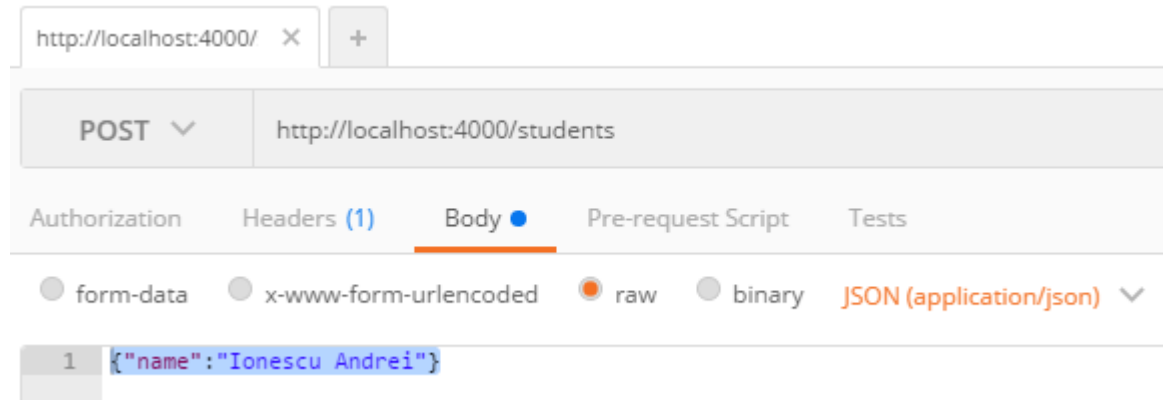 http://localhost:4000/
POST http://localhost:4000/students
Authorization Headers (1) Body Pre-request Script Tests
form-data x-www-form-urlencoded raw binary JSON (application/json)
1 {"name":"Ionescu Andrei"}